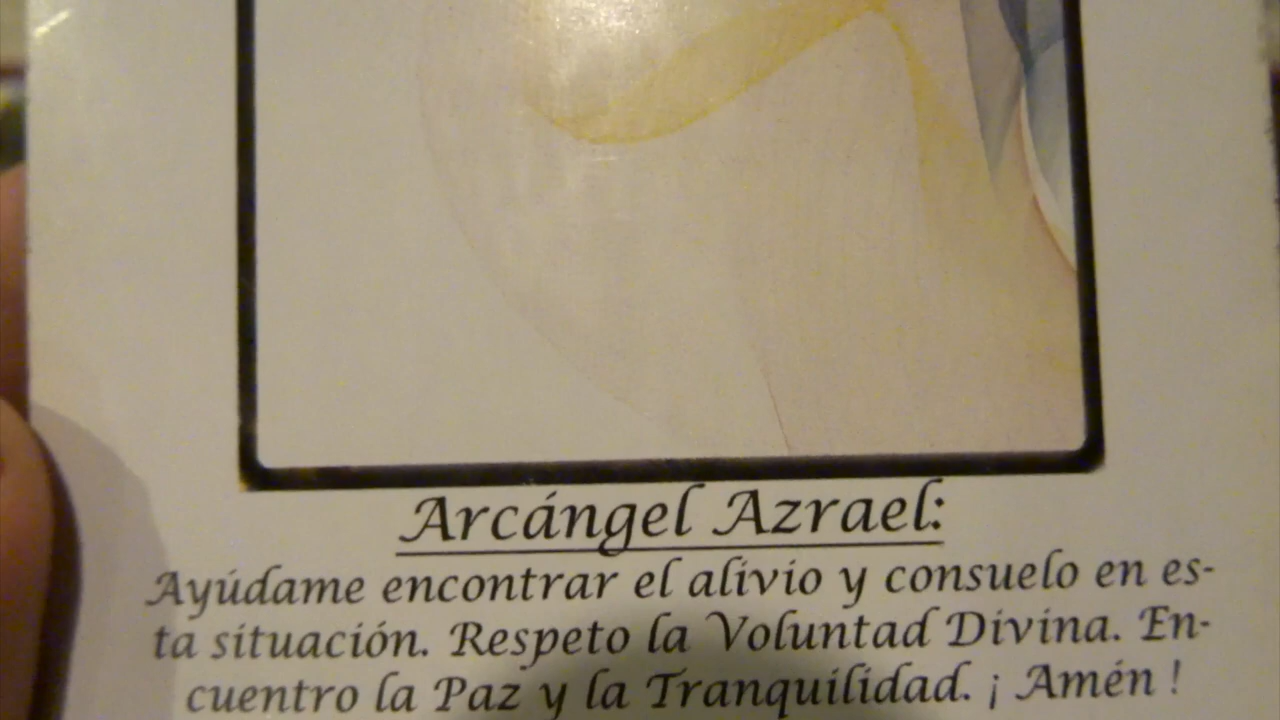 Arcángel Azrael:
Ayúdame encontrar el alivio y consuelo en es-
ta situación. Respeto la Voluntad Divina. En-
cuentro la Paz y la Tranquilidad. ¡ Amén !